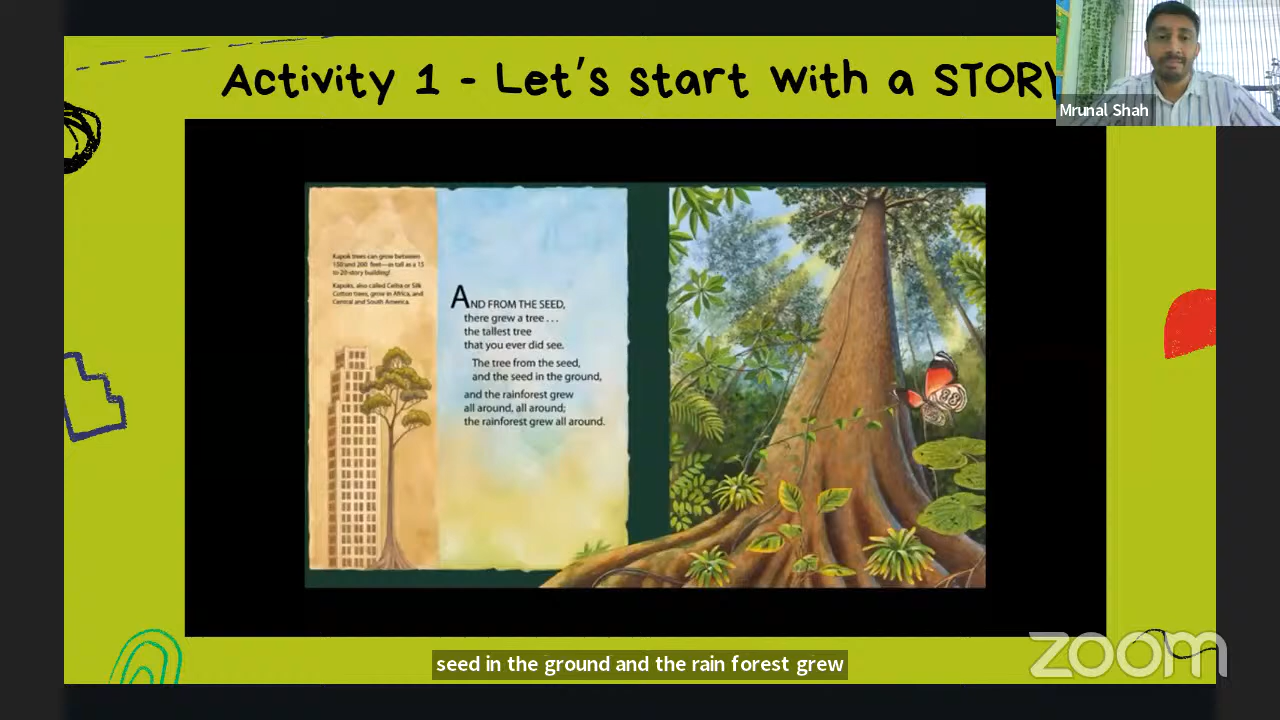 Activity 1 - Let's start with a STORY
Mrunal Shah
Kapok trees can grow between
150 and 200 feet—as tall as a 15
to 20-story building!
Kapoks, also called Ceiba or Silk
Cotton trees, grow in Africa, and
Central and South America.
AND FROM THE SEED,
there grew a tree . . .
the tallest tree
that you ever did see.
The tree from the seed,
and the seed in the ground,
and the rainforest grew
all around, all around;
the rainforest grew all around.
seed in the ground and the rain forest grew
zoom